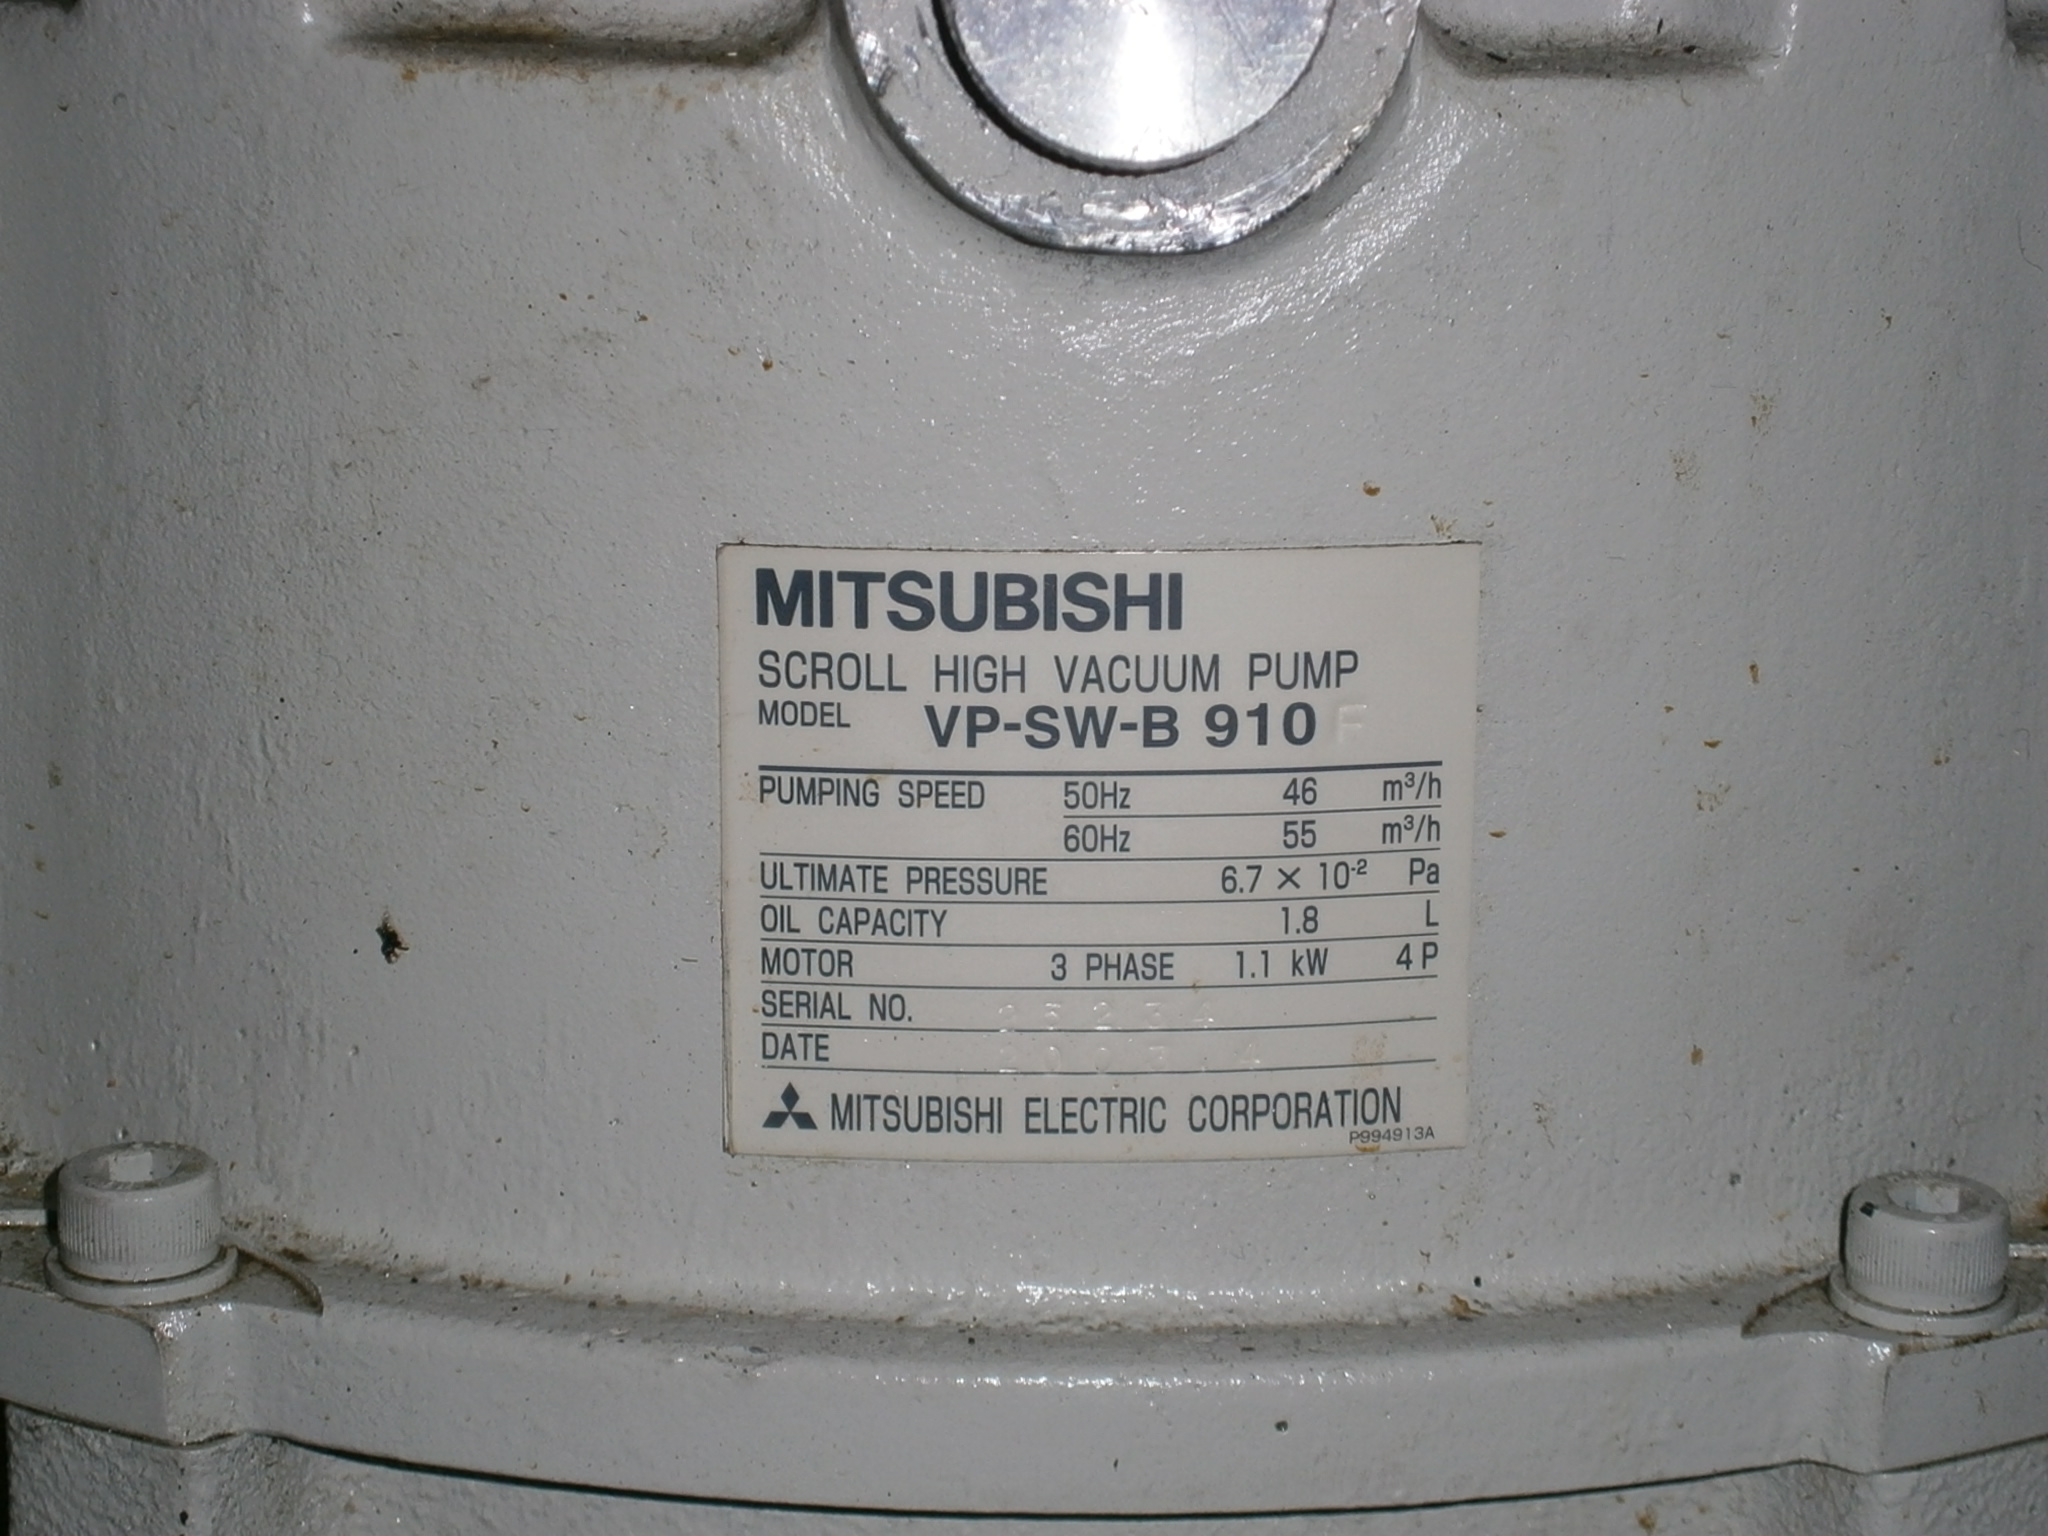 MITSUBISHI
SCROLL HIGH VACUUM PUMP
MODEL VP-SW-B 910 F
PUMPING SPEED 50Hz 46 m³/h
60Hz 55 m³/h
ULTIMATE PRESSURE 6.7 × 10⁻² Pa
OIL CAPACITY 1.8 L
MOTOR 3 PHASE 1.1 kW 4 P
SERIAL NO.
DATE 2003.4
MITSUBISHI ELECTRIC CORPORATION
P994913A